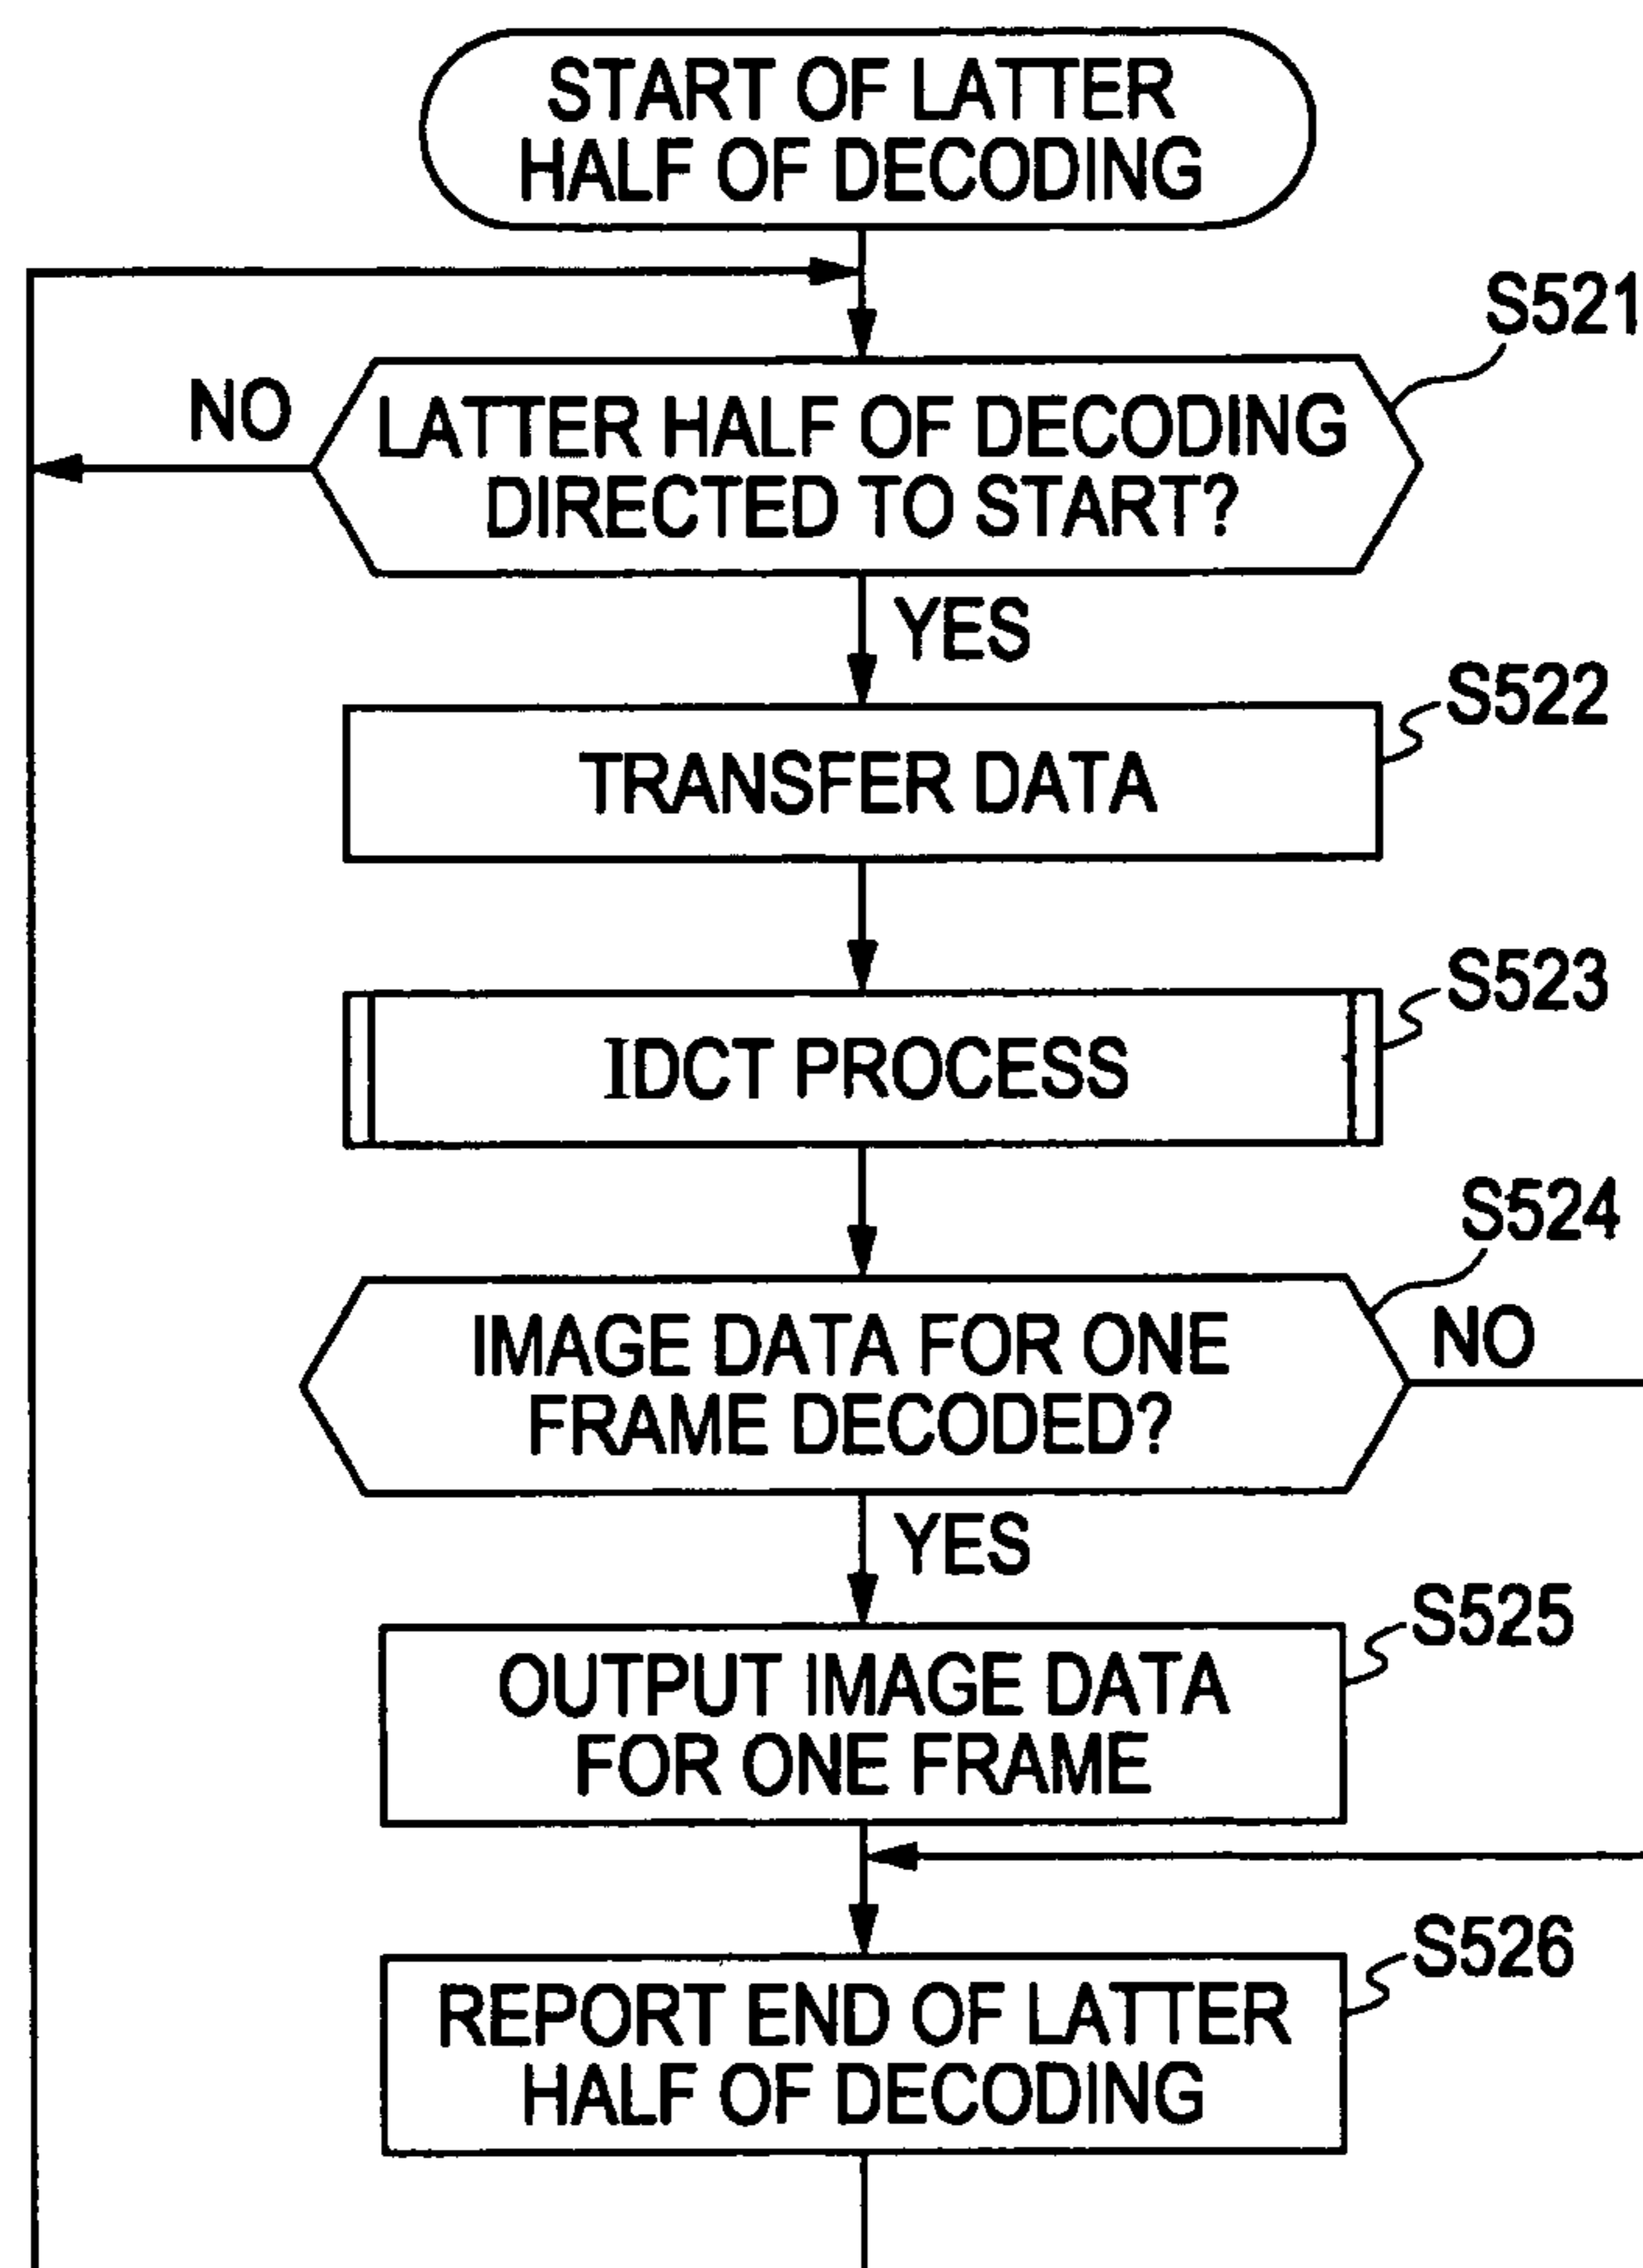 START OF LATTER
HALF OF DECODING
S521
NO
LATTER HALF OF DECODING
DIRECTED TO START?
YES
S522
TRANSFER DATA
S523
IDCT PROCESS
S524
IMAGE DATA FOR ONE
FRAME DECODED?
NO
YES
S525
OUTPUT IMAGE DATA
FOR ONE FRAME
S526
REPORT END OF LATTER
HALF OF DECODING